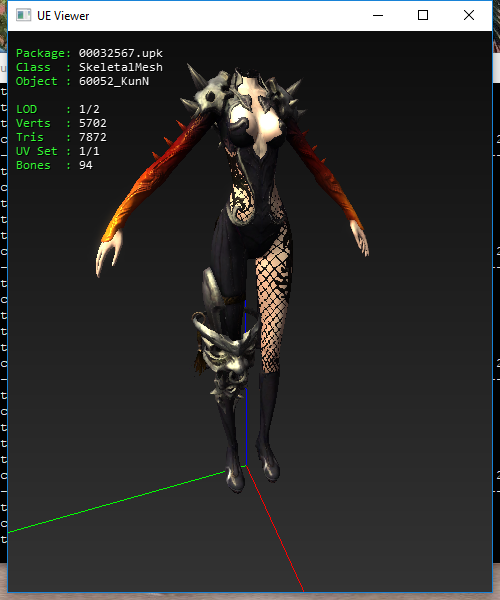 UE Viewer
Package: 00032567.upk
Class  : SkeletalMesh
Object : 60052_KunN
LOD    : 1/2
Verts  : 5702
Tris   : 7872
UV Set : 1/1
Bones  : 94